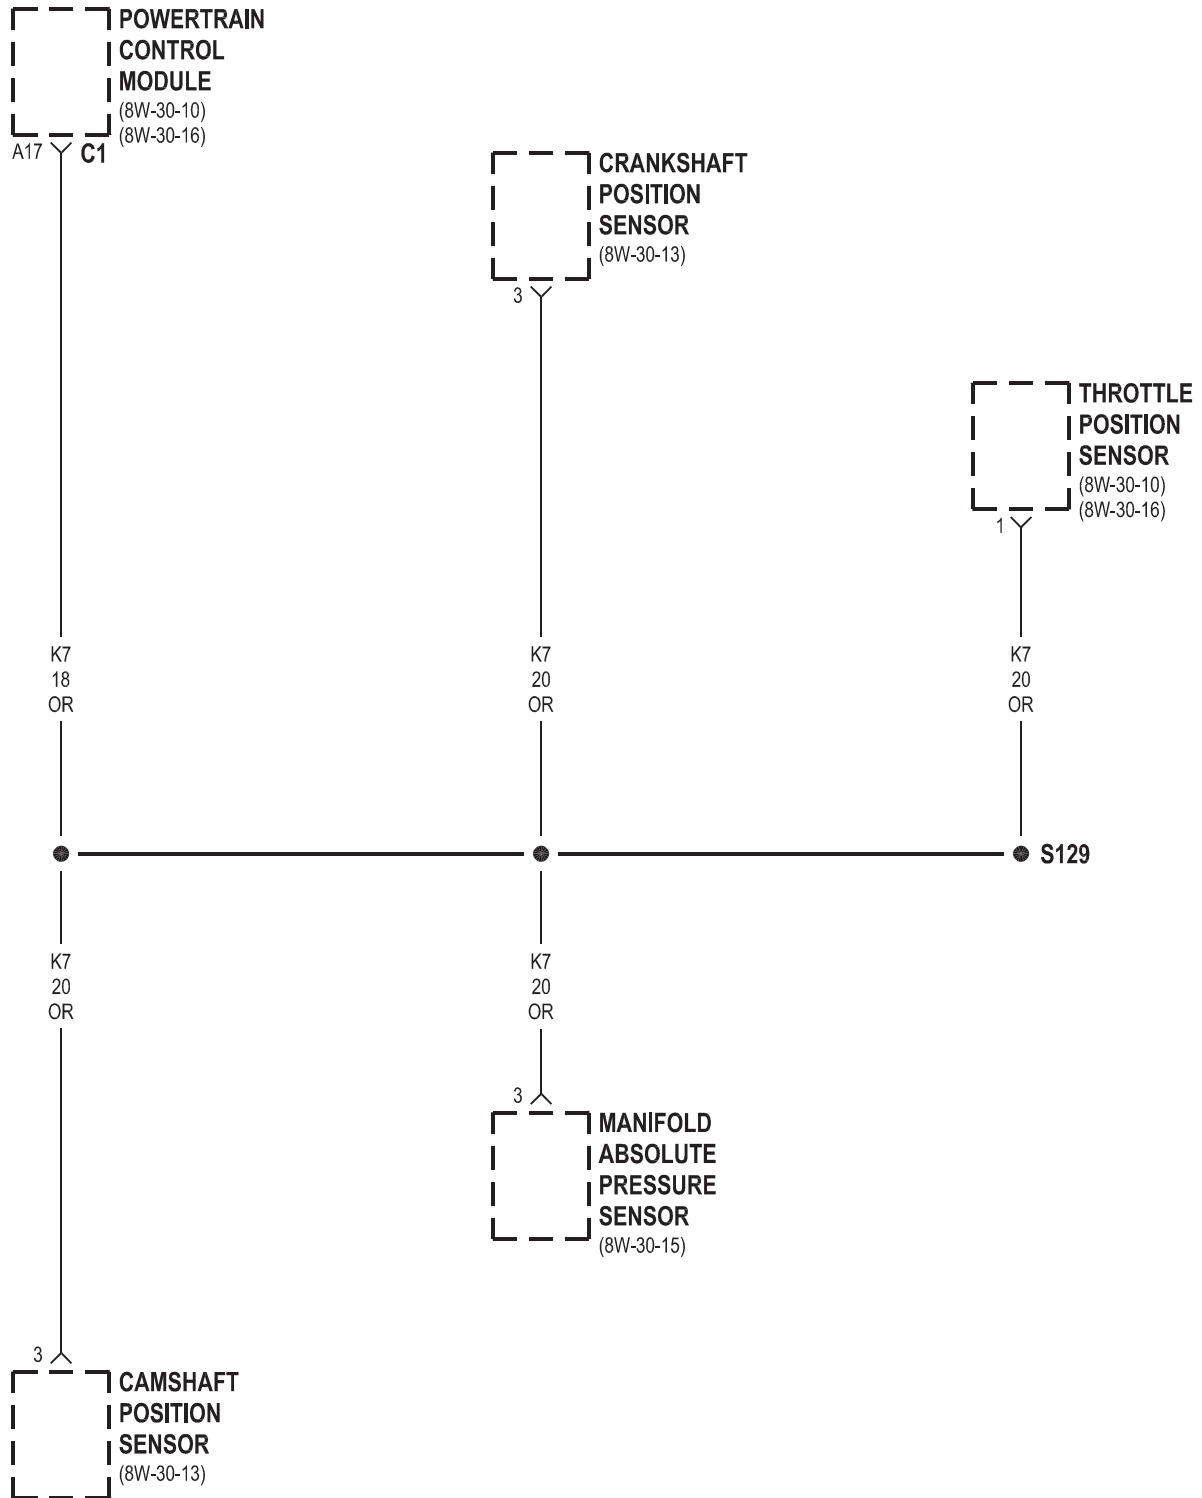 POWERTRAIN
CONTROL
MODULE
(8W-30-10)
(8W-30-16)
A17
C1
CRANKSHAFT
POSITION
SENSOR
(8W-30-13)
3
THROTTLE
POSITION
SENSOR
(8W-30-10)
(8W-30-16)
1
K7
18
OR
K7
20
OR
K7
20
OR
S129
K7
20
OR
K7
20
OR
3
MANIFOLD
ABSOLUTE
PRESSURE
SENSOR
(8W-30-15)
3
CAMSHAFT
POSITION
SENSOR
(8W-30-13)